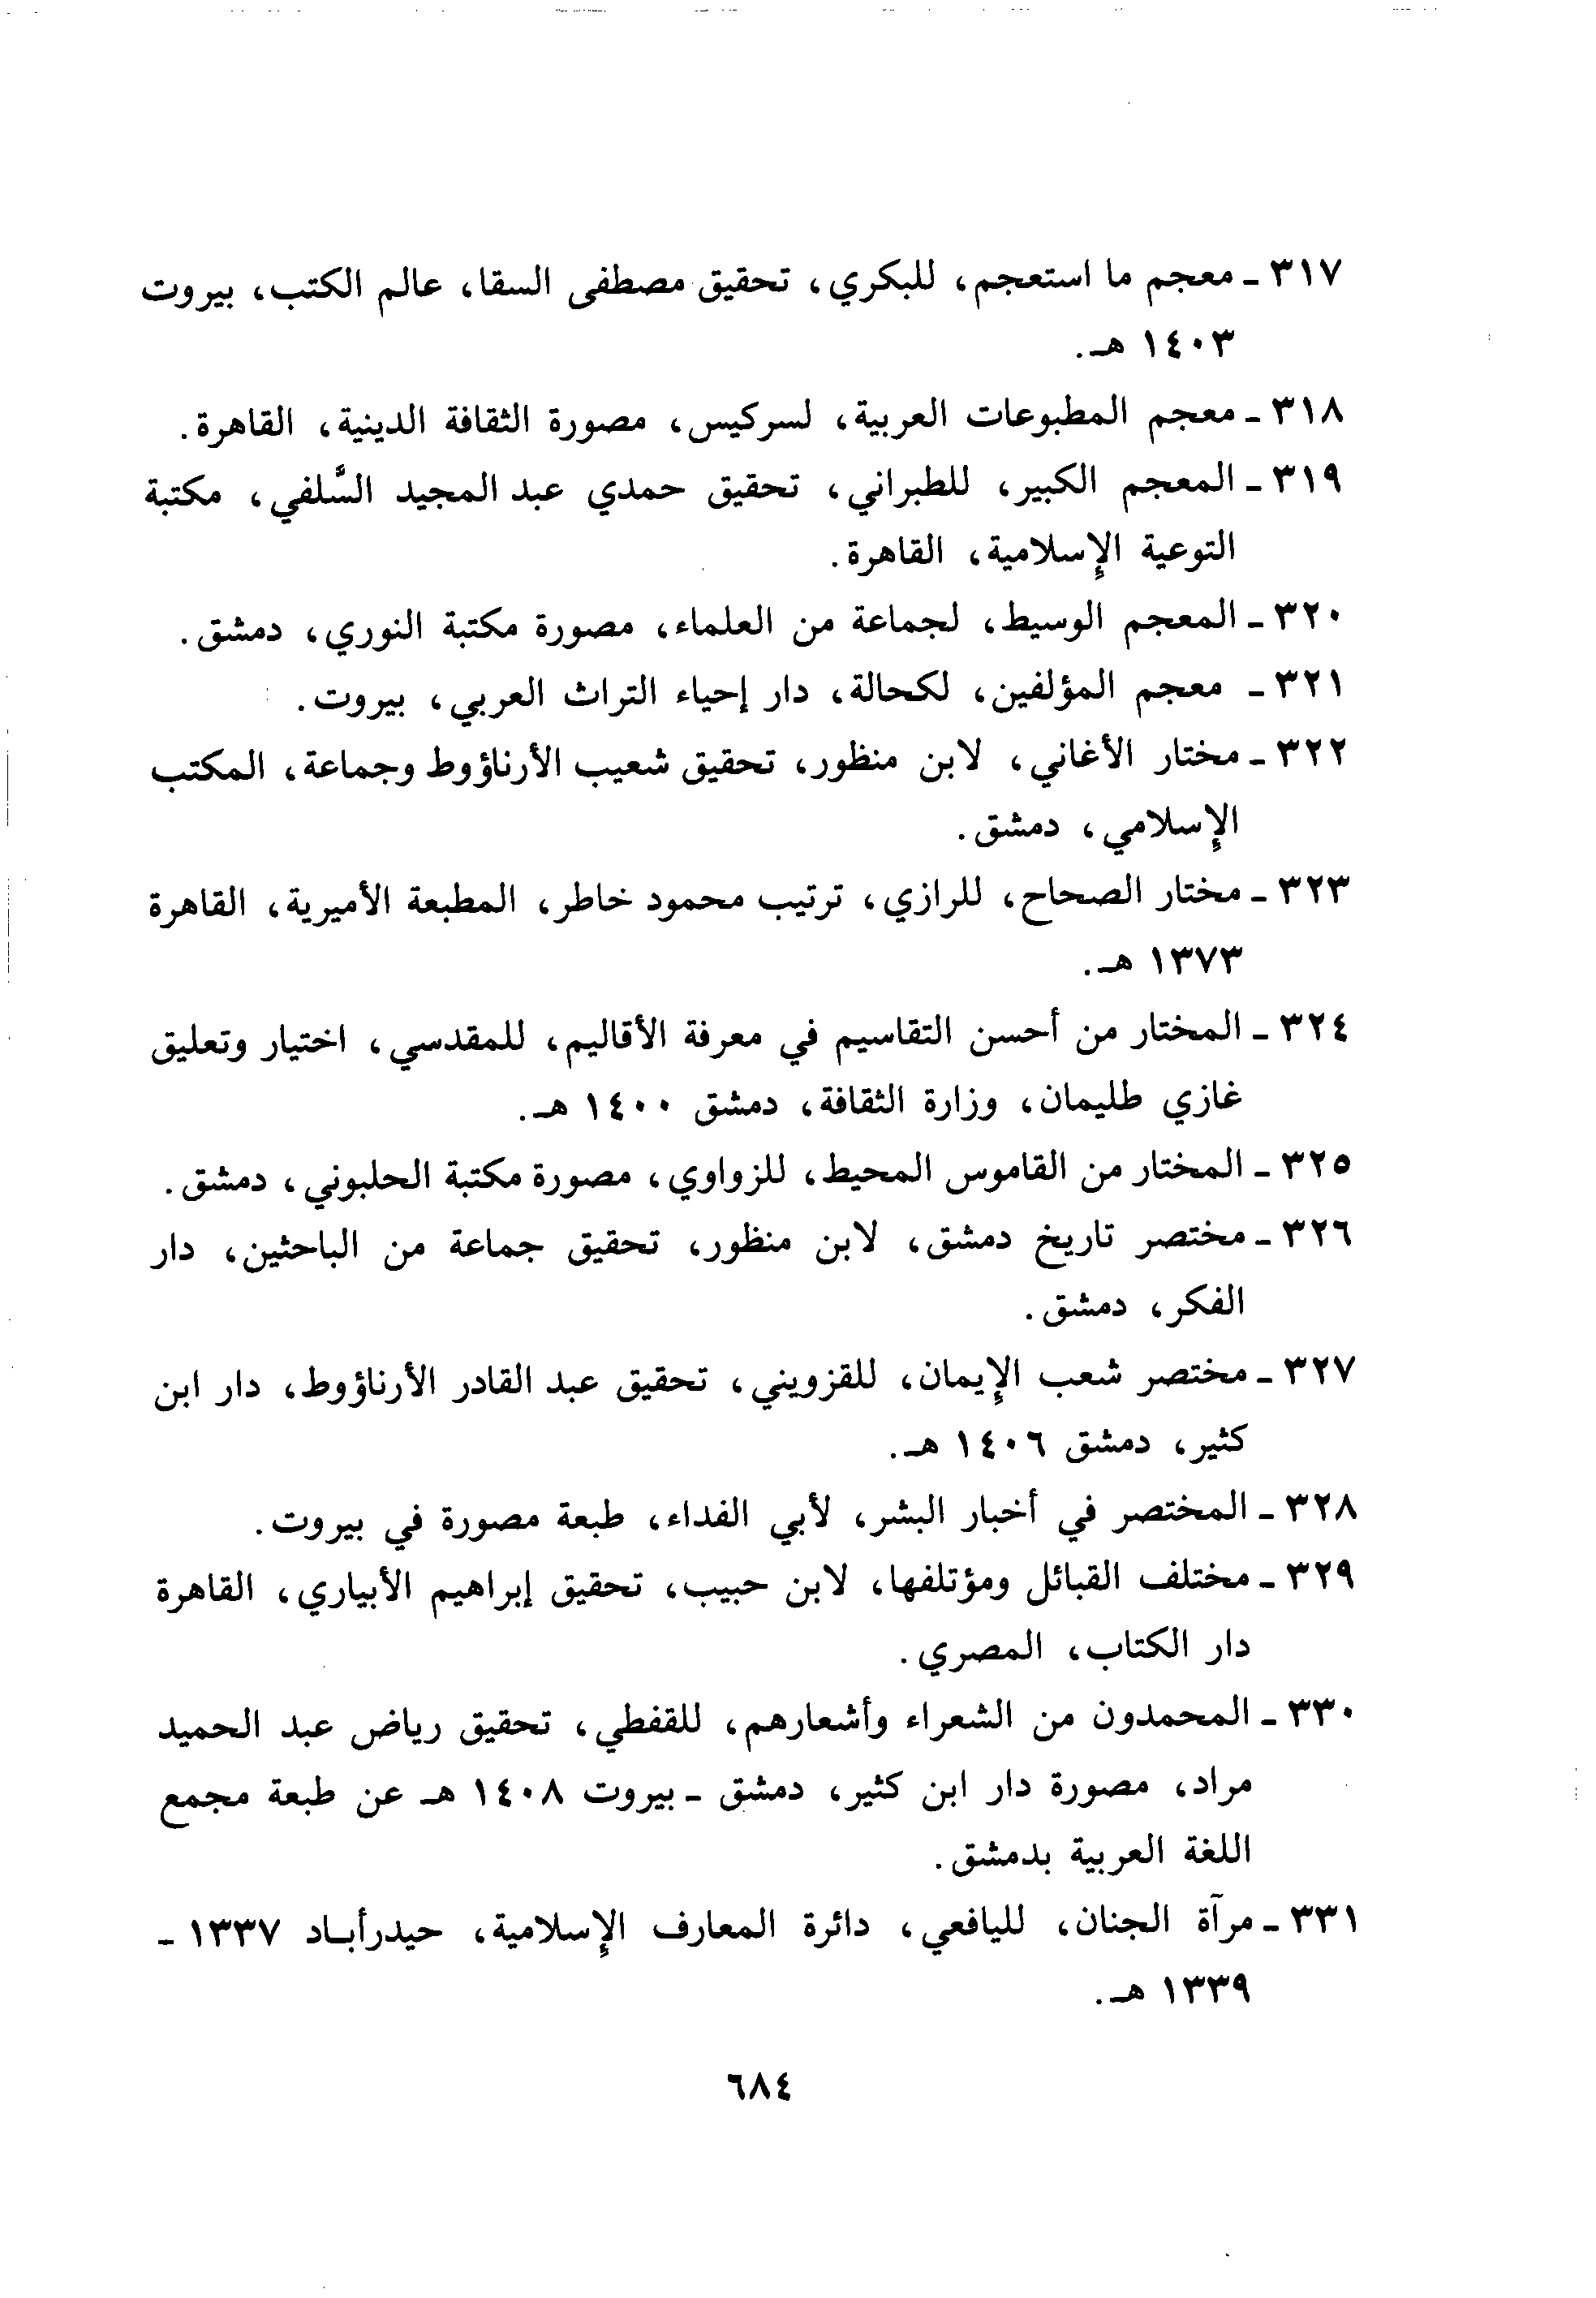 ٣١٧ - معجم ما استعجم، للبكري، تحقيق مصطفى السقا، عالم الكتب، بيروت
١٤٠٣ هـ.
٣١٨ - معجم المطبوعات العربية، لسركيس، مصورة الثقافة الدينية، القاهرة.
٣١٩ - المعجم الكبير، للطبراني، تحقيق حمدي عبد المجيد السَّلفي، مكتبة
التوعية الإسلامية، القاهرة.
٣٢٠ - المعجم الوسيط، لجماعة من العلماء، مصورة مكتبة النوري، دمشق.
٣٢١ - معجم المؤلفين، لكحالة، دار إحياء التراث العربي، بيروت.
٣٢٢ - مختار الأغاني، لابن منظور، تحقيق شعيب الأرناؤوط وجماعة، المكتب
الإسلامي، دمشق.
٣٢٣ - مختار الصحاح، للرازي، ترتيب محمود خاطر، المطبعة الأميرية، القاهرة
١٣٧٣ هـ.
٣٢٤ - المختار من أحسن التقاسيم في معرفة الأقاليم، للمقدسي، اختيار وتعليق
غازي طليمان، وزارة الثقافة، دمشق ١٤٠٠ هـ.
٣٢٥ - المختار من القاموس المحيط، للزواوي، مصورة مكتبة الحلبوني، دمشق.
٣٢٦ - مختصر تاريخ دمشق، لابن منظور، تحقيق جماعة من الباحثين، دار
الفكر، دمشق.
٣٢٧ - مختصر شعب الإيمان، للقزويني، تحقيق عبد القادر الأرناؤوط، دار ابن
كثير، دمشق ١٤٠٦ هـ.
٣٢٨ - المختصر في أخبار البشر، لأبي الفداء، طبعة مصورة في بيروت.
٣٢٩ - مختلف القبائل ومؤتلفها، لابن حبيب، تحقيق إبراهيم الأبياري، القاهرة
دار الكتاب، المصري.
٣٣٠ - المحمدون من الشعراء وأشعارهم، للقفطي، تحقيق رياض عبد الحميد
مراد، مصورة دار ابن كثير، دمشق - بيروت ١٤٠٨ هـ عن طبعة مجمع
اللغة العربية بدمشق.
٣٣١ - مرآة الجنان، لليافعي، دائرة المعارف الإسلامية، حيدرأباد ١٣٣٧ -
١٣٣٩ هـ.
٦٨٤